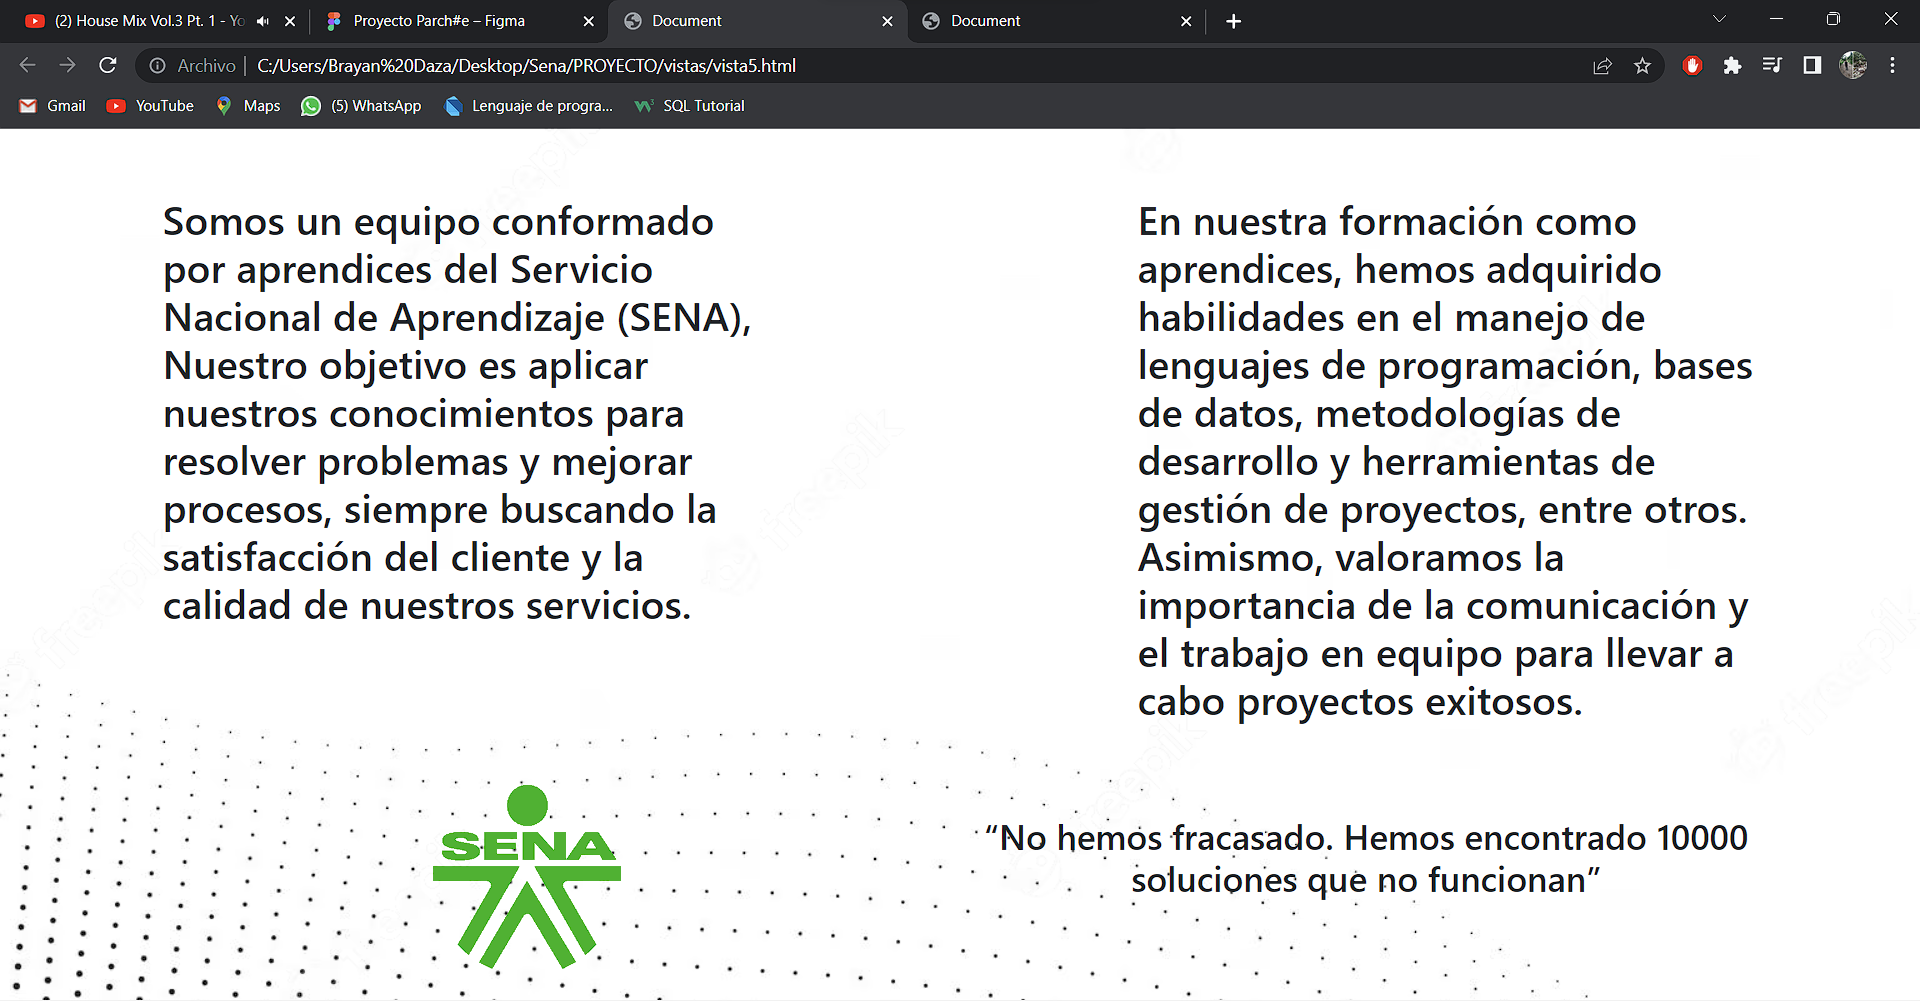 (2) House Mix Vol.3 Pt. 1 - Yo
Proyecto Parch#e – Figma
Document
Document
Archivo
C:/Users/Brayan%20Daza/Desktop/Sena/PROYECTO/vistas/vista5.html
Gmail
YouTube
Maps
(5) WhatsApp
Lenguaje de progra...
SQL Tutorial
Somos un equipo conformado
por aprendices del Servicio
Nacional de Aprendizaje (SENA),
Nuestro objetivo es aplicar
nuestros conocimientos para
resolver problemas y mejorar
procesos, siempre buscando la
satisfacción del cliente y la
calidad de nuestros servicios.
En nuestra formación como
aprendices, hemos adquirido
habilidades en el manejo de
lenguajes de programación, bases
de datos, metodologías de
desarrollo y herramientas de
gestión de proyectos, entre otros.
Asimismo, valoramos la
importancia de la comunicación y
el trabajo en equipo para llevar a
cabo proyectos exitosos.
SENA
“No hemos fracasado. Hemos encontrado 10000
soluciones que no funcionan”
freepik
freepik
freepik
freepik
freepik